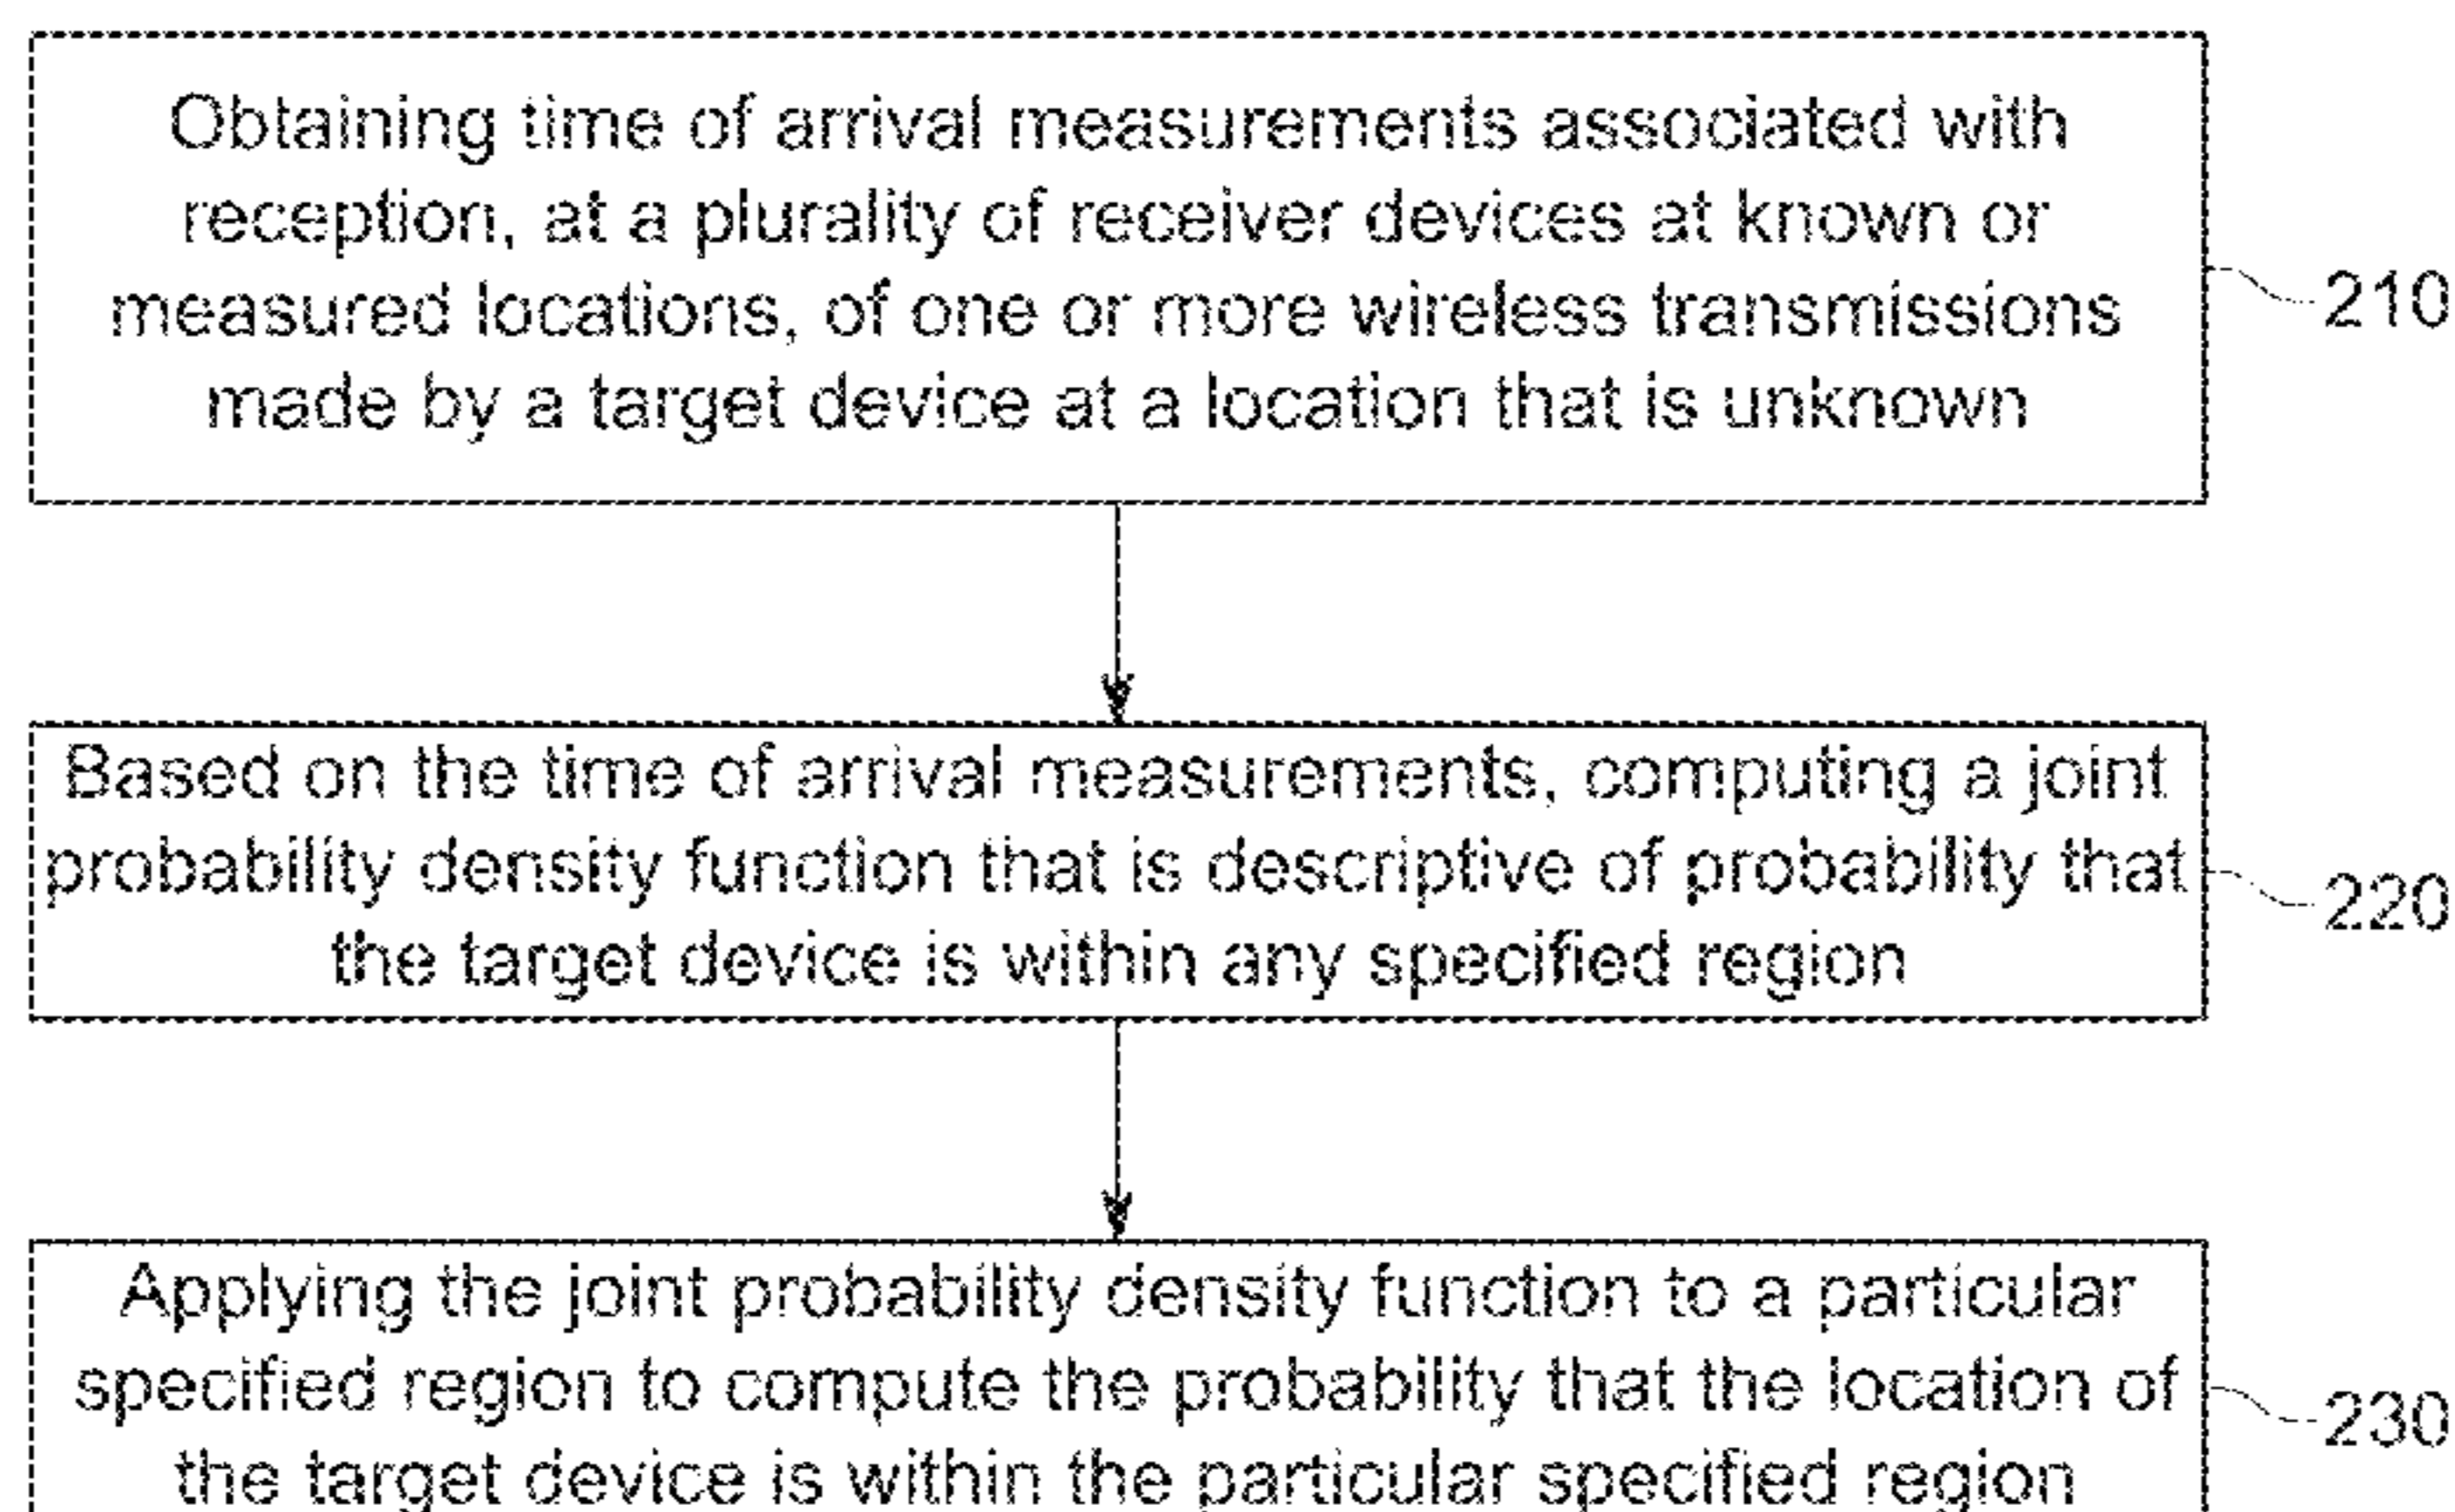 Obtaining time of arrival measurements associated with
reception, at a plurality of receiver devices at known or
measured locations, of one or more wireless transmissions
made by a target device at a location that is unknown
210
Based on the time of arrival measurements, computing a joint
probability density function that is descriptive of probability that
the target device is within any specified region
220
Applying the joint probability density function to a particular
specified region to compute the probability that the location of
the target device is within the particular specified region
230